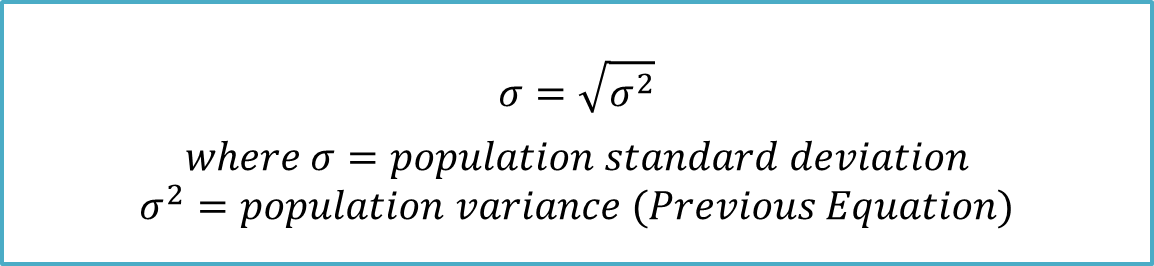 σ = √σ²
where σ = population standard deviation
σ² = population variance (Previous Equation)